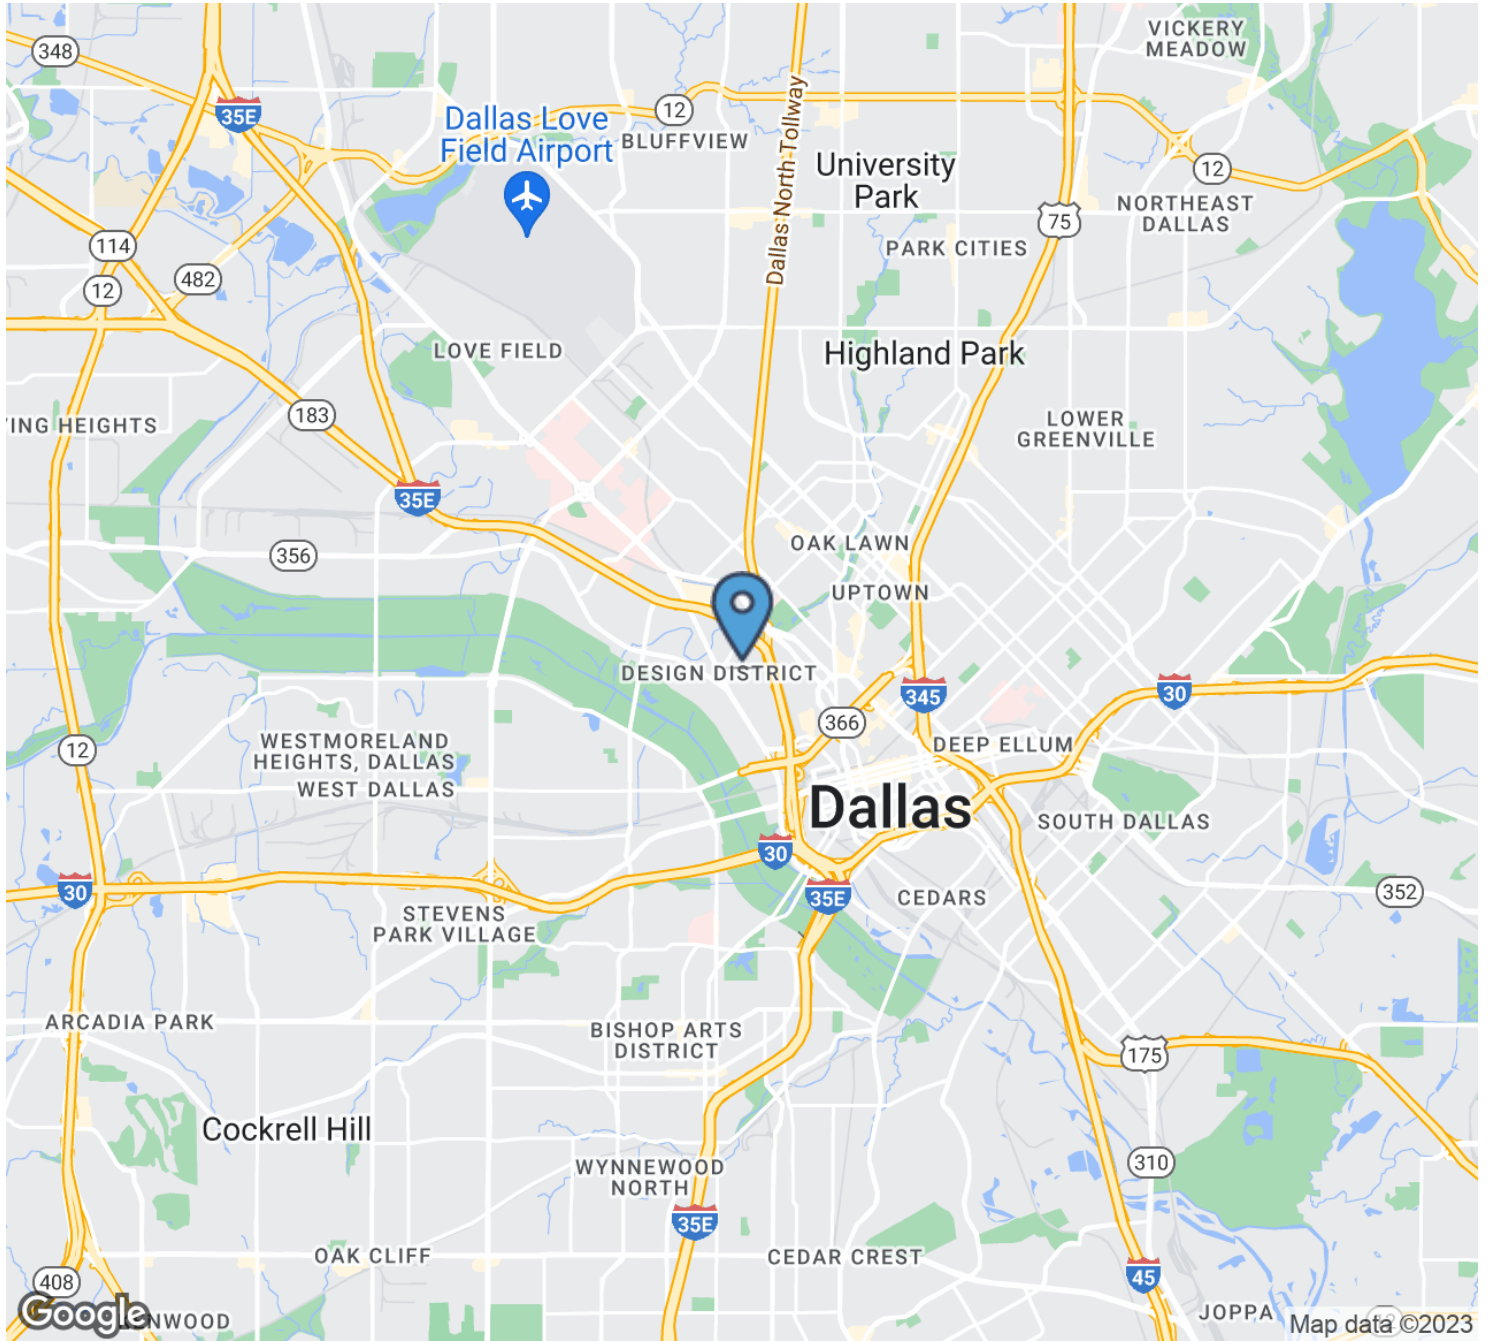 VICKERY
MEADOW
348
35E
12
Dallas Love
Field Airport
BLUFFVIEW
Dallas North Tollway
University
Park
12
75
NORTHEAST
DALLAS
114
PARK CITIES
482
12
LOVE FIELD
Highland Park
183
YING HEIGHTS
LOWER
GREENVILLE
35E
356
OAK LAWN
UPTOWN
DESIGN DISTRICT
345
30
366
12
WESTMORELAND
HEIGHTS, DALLAS
DEEP ELLUM
WEST DALLAS
Dallas
SOUTH DALLAS
30
30
35E
CEDARS
352
STEVENS
PARK VILLAGE
ARCADIA PARK
BISHOP ARTS
DISTRICT
175
Cockrell Hill
310
WYNNEWOOD
NORTH
35E
OAK CLIFF
CEDAR CREST
45
408
Google
JOPPA
Map data ©2023